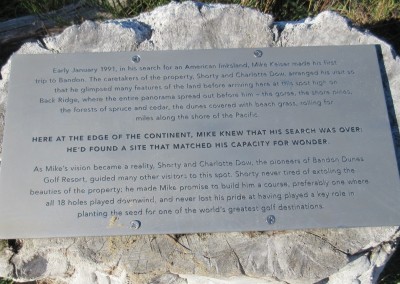 Early January 1991, in his search for an American linksland, Mike Keiser made his first
trip to Bandon. The caretakers of the property, Shorty and Charlotte Dow, arranged his visit so
that he glimpsed many features of the land before arriving here at this spot high on
Back Ridge, where the entire panorama spread out before him – the gorse, the shore pines,
the forests of spruce and cedar, the dunes covered with beach grass, rolling for
miles along the shore of the Pacific.
HERE AT THE EDGE OF THE CONTINENT, MIKE KNEW THAT HIS SEARCH WAS OVER:
HE'D FOUND A SITE THAT MATCHED HIS CAPACITY FOR WONDER.
As Mike's vision became a reality, Shorty and Charlotte Dow, the pioneers of Bandon Dunes
Golf Resort, guided many other visitors to this spot. Shorty never tired of extolling the
beauties of the property; he made Mike promise to build him a course, preferably one where
all 18 holes played downwind, and never lost his pride at having played a key role in
planting the seed for one of the world's greatest golf destinations.